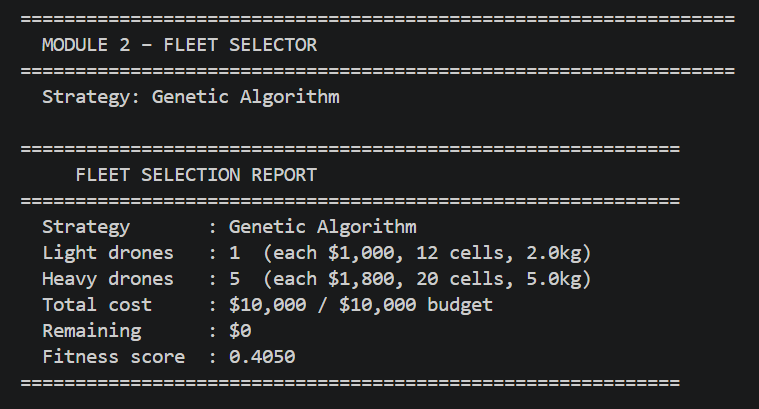 =================================================================
MODULE 2 – FLEET SELECTOR
=================================================================
Strategy: Genetic Algorithm
============================================================
FLEET SELECTION REPORT
============================================================
Strategy       : Genetic Algorithm
Light drones   : 1  (each $1,000, 12 cells, 2.0kg)
Heavy drones   : 5  (each $1,800, 20 cells, 5.0kg)
Total cost     : $10,000 / $10,000 budget
Remaining      : $0
Fitness score  : 0.4050
============================================================